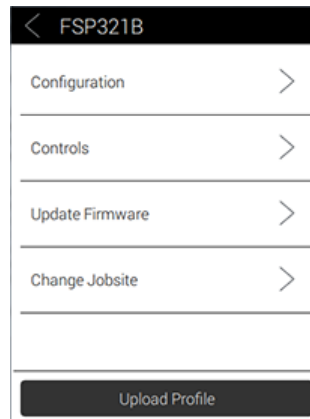 FSP321B
Configuration
Controls
Update Firmware
Change Jobsite
Upload Profile